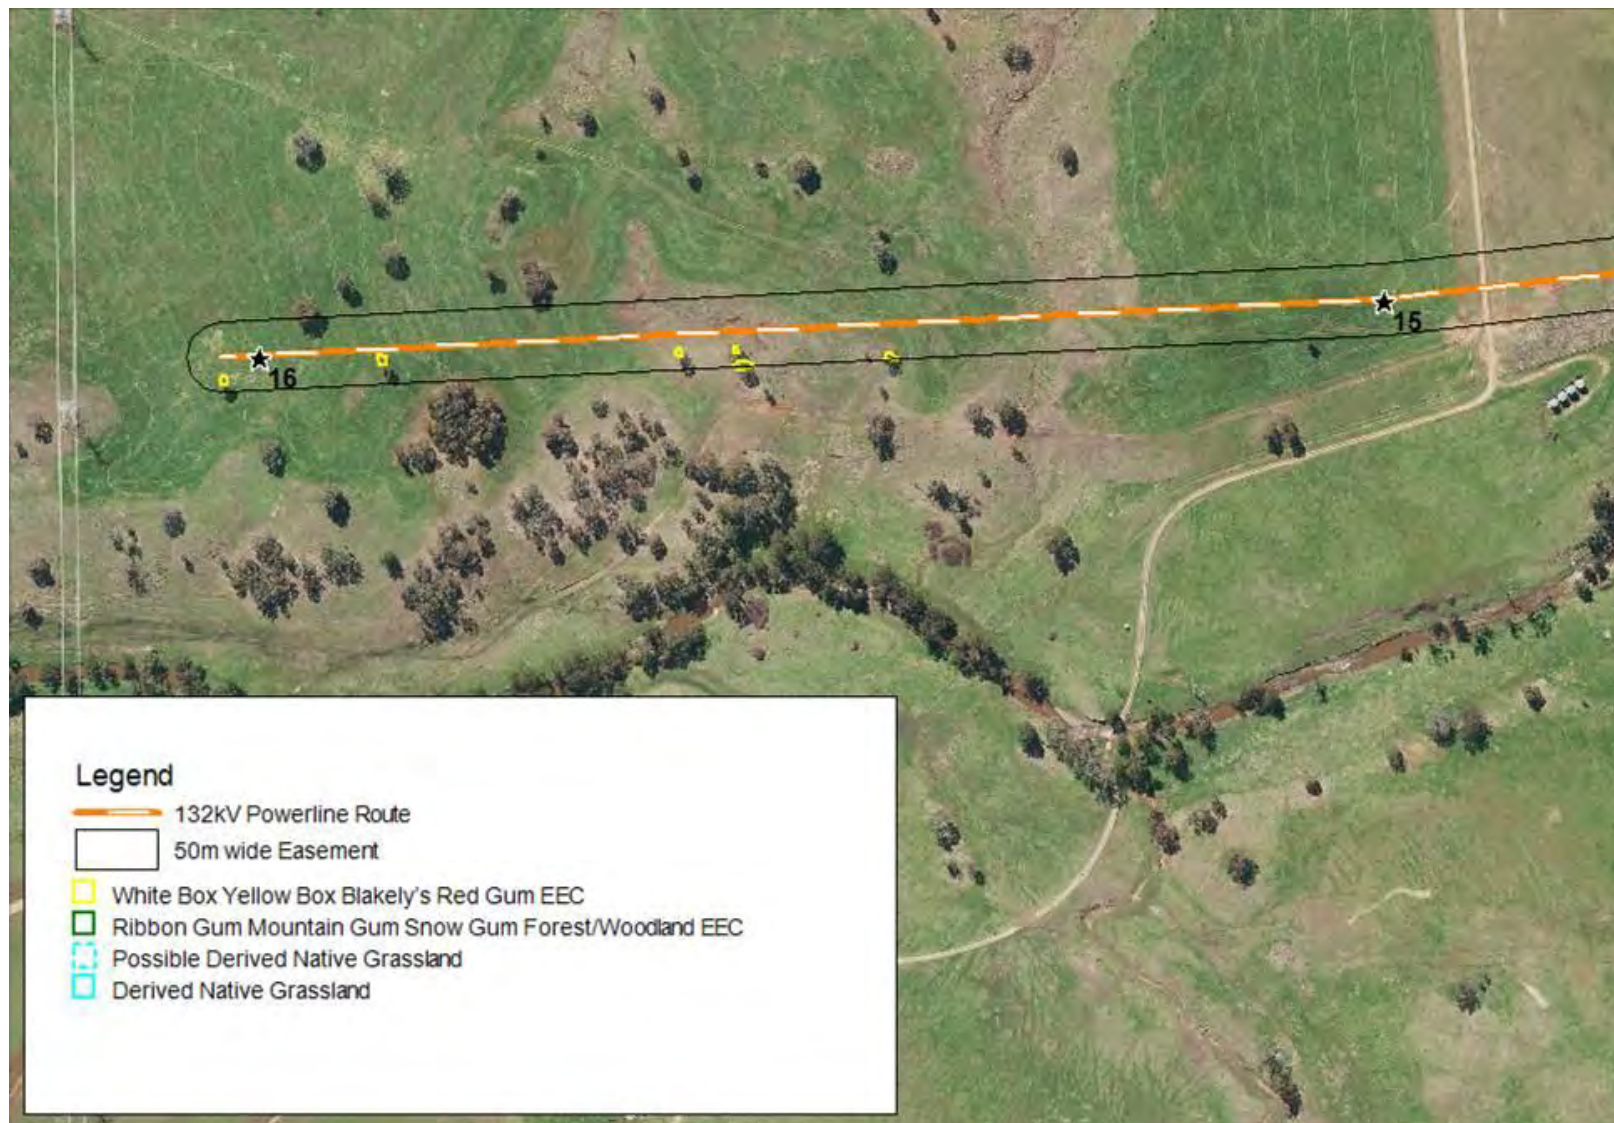 15
16
Legend
132kV Powerline Route
50m wide Easement
White Box Yellow Box Blakely's Red Gum EEC
Ribbon Gum Mountain Gum Snow Gum Forest/Woodland EEC
Possible Derived Native Grassland
Derived Native Grassland